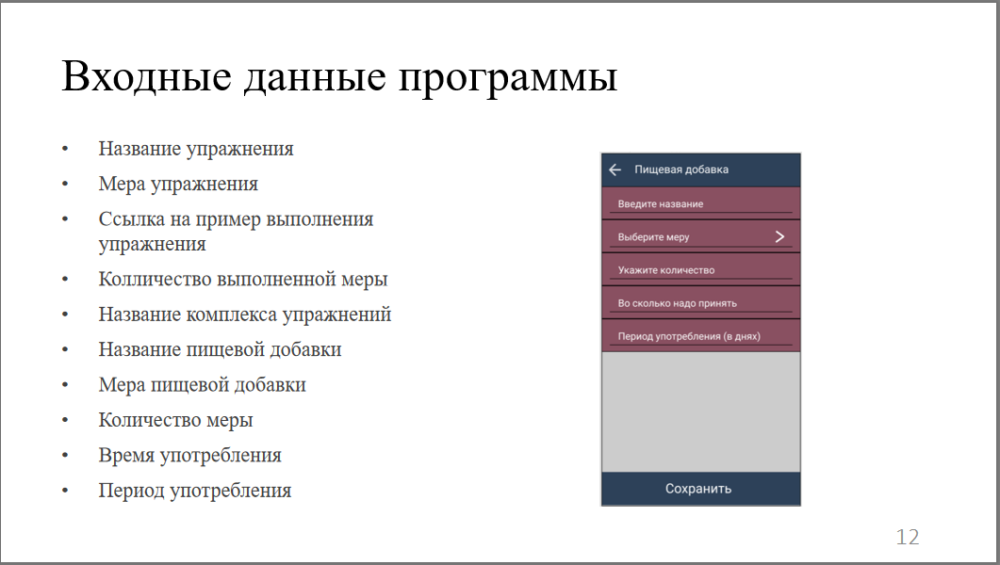 Входные данные программы
• Название упражнения
• Мера упражнения
• Ссылка на пример выполнения
упражнения
• Колличество выполненной меры
• Название комплекса упражнений
• Название пищевой добавки
• Мера пищевой добавки
• Количество меры
• Время употребления
• Период употребления
Пищевая добавка
Введите название
Выберите меру
Укажите количество
Во сколько надо принять
Период употребления (в днях)
Сохранить
12